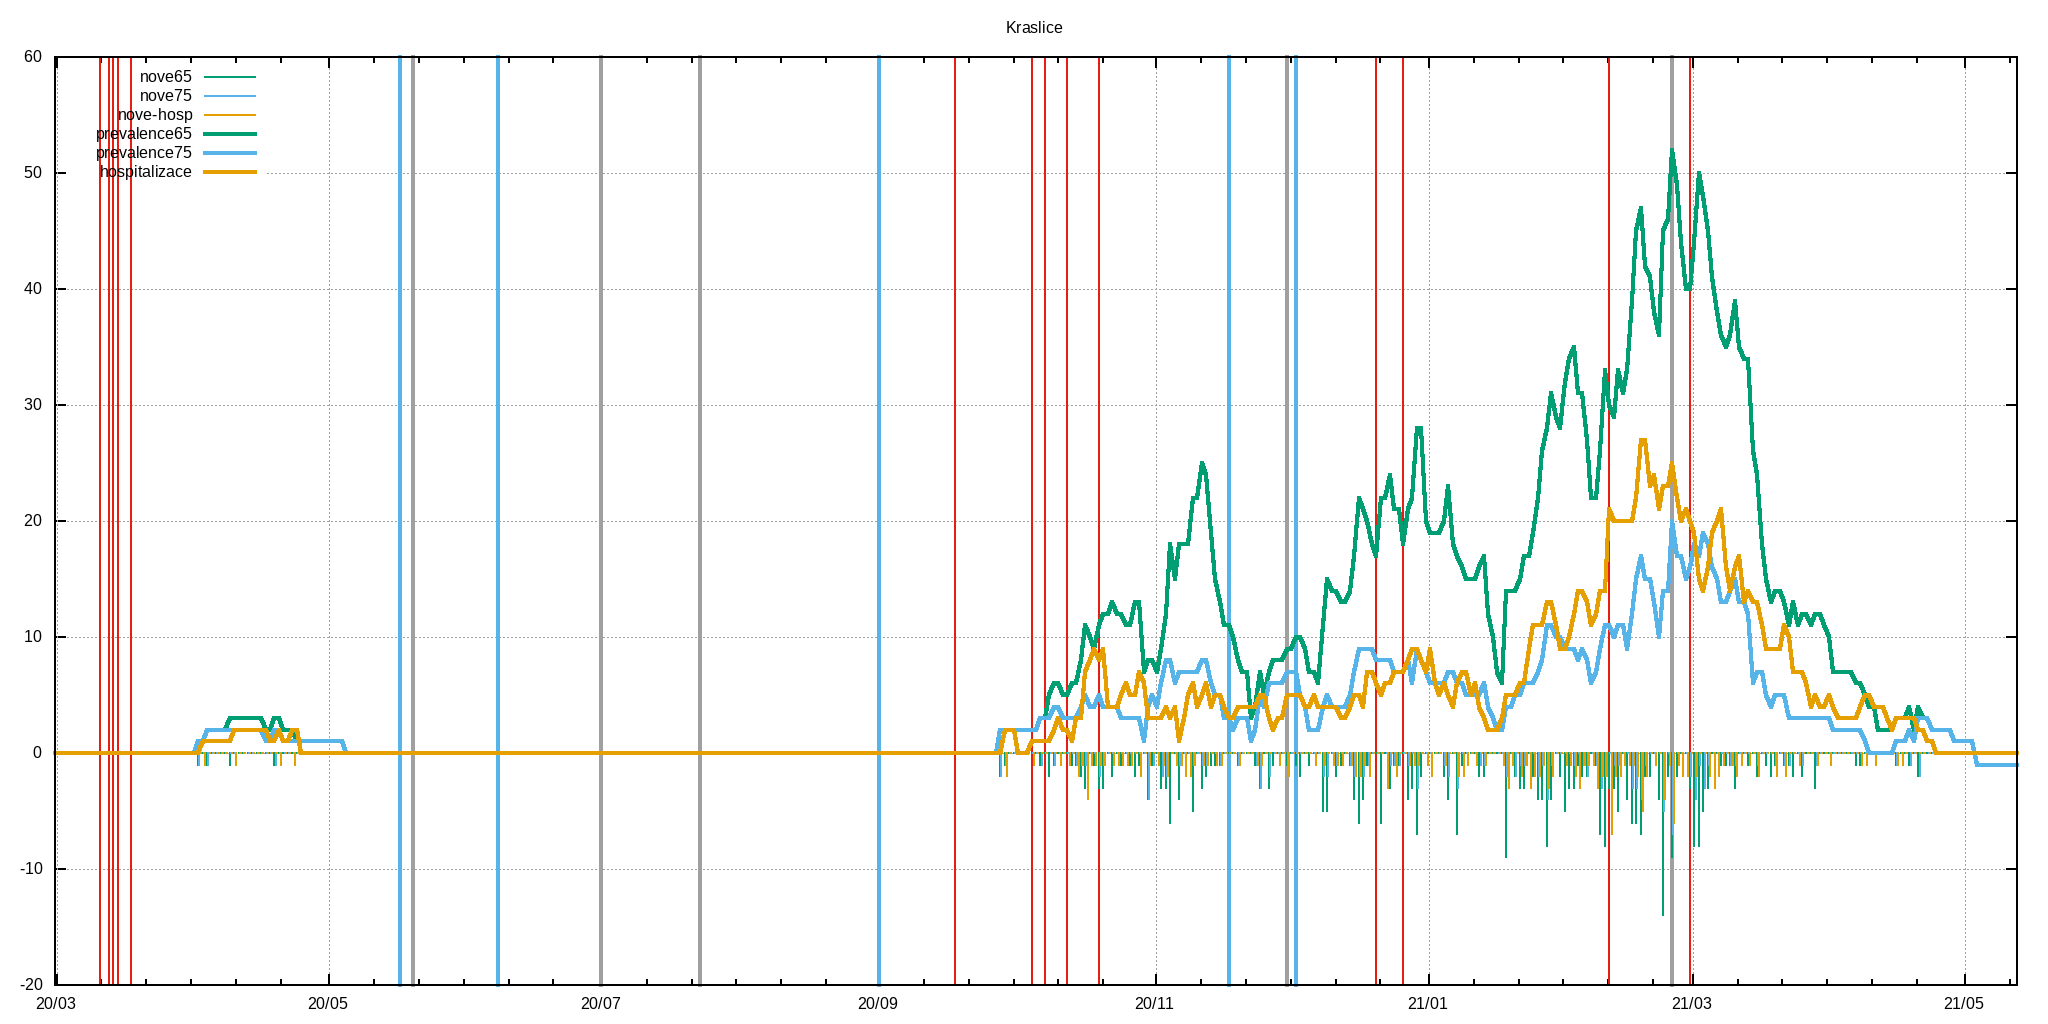 Kraslice
60
nove65
nove75
nove-hosp
prevalence65
prevalence75
hospitalizace
50
40
30
20
10
0
-10
-20
20/03 20/05 20/07 20/09 20/11 21/01 21/03 21/05